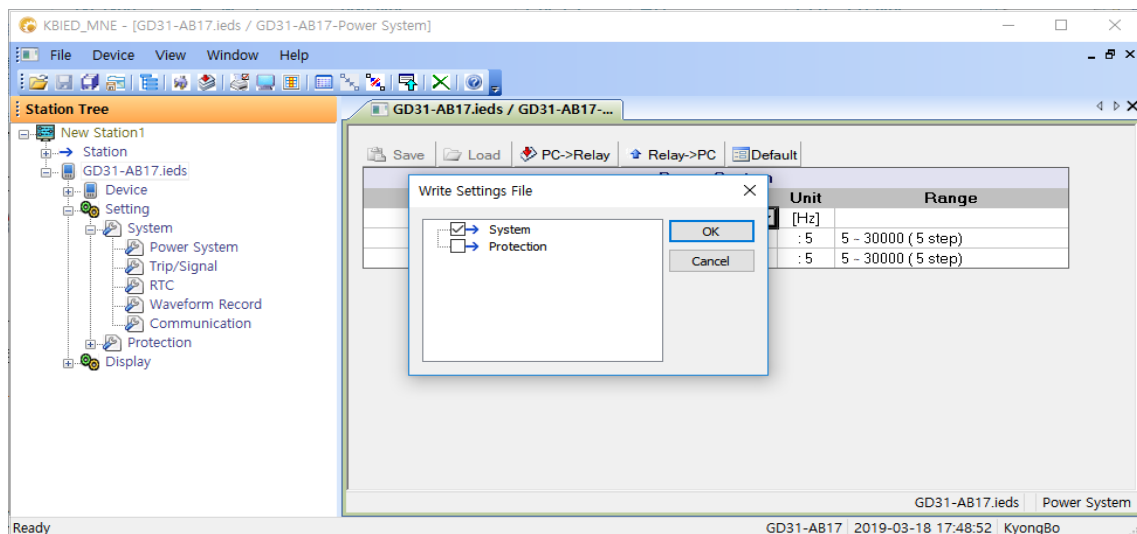 KBIED_MNE - [GD31-AB17.ieds / GD31-AB17-Power System]
File Device View Window Help
Station Tree
GD31-AB17.ieds / GD31-AB17-...
New Station1
Station
GD31-AB17.ieds
Device
Setting
System
Power System
Trip/Signal
RTC
Waveform Record
Communication
Protection
Display
Save Load PC->Relay Relay->PC Default
Unit Range
[Hz]
: 5 5 ~ 30000 ( 5 step)
: 5 5 ~ 30000 ( 5 step)
Write Settings File
System
Protection
OK
Cancel
GD31-AB17.ieds Power System
Ready GD31-AB17 2019-03-18 17:48:52 KyongBo